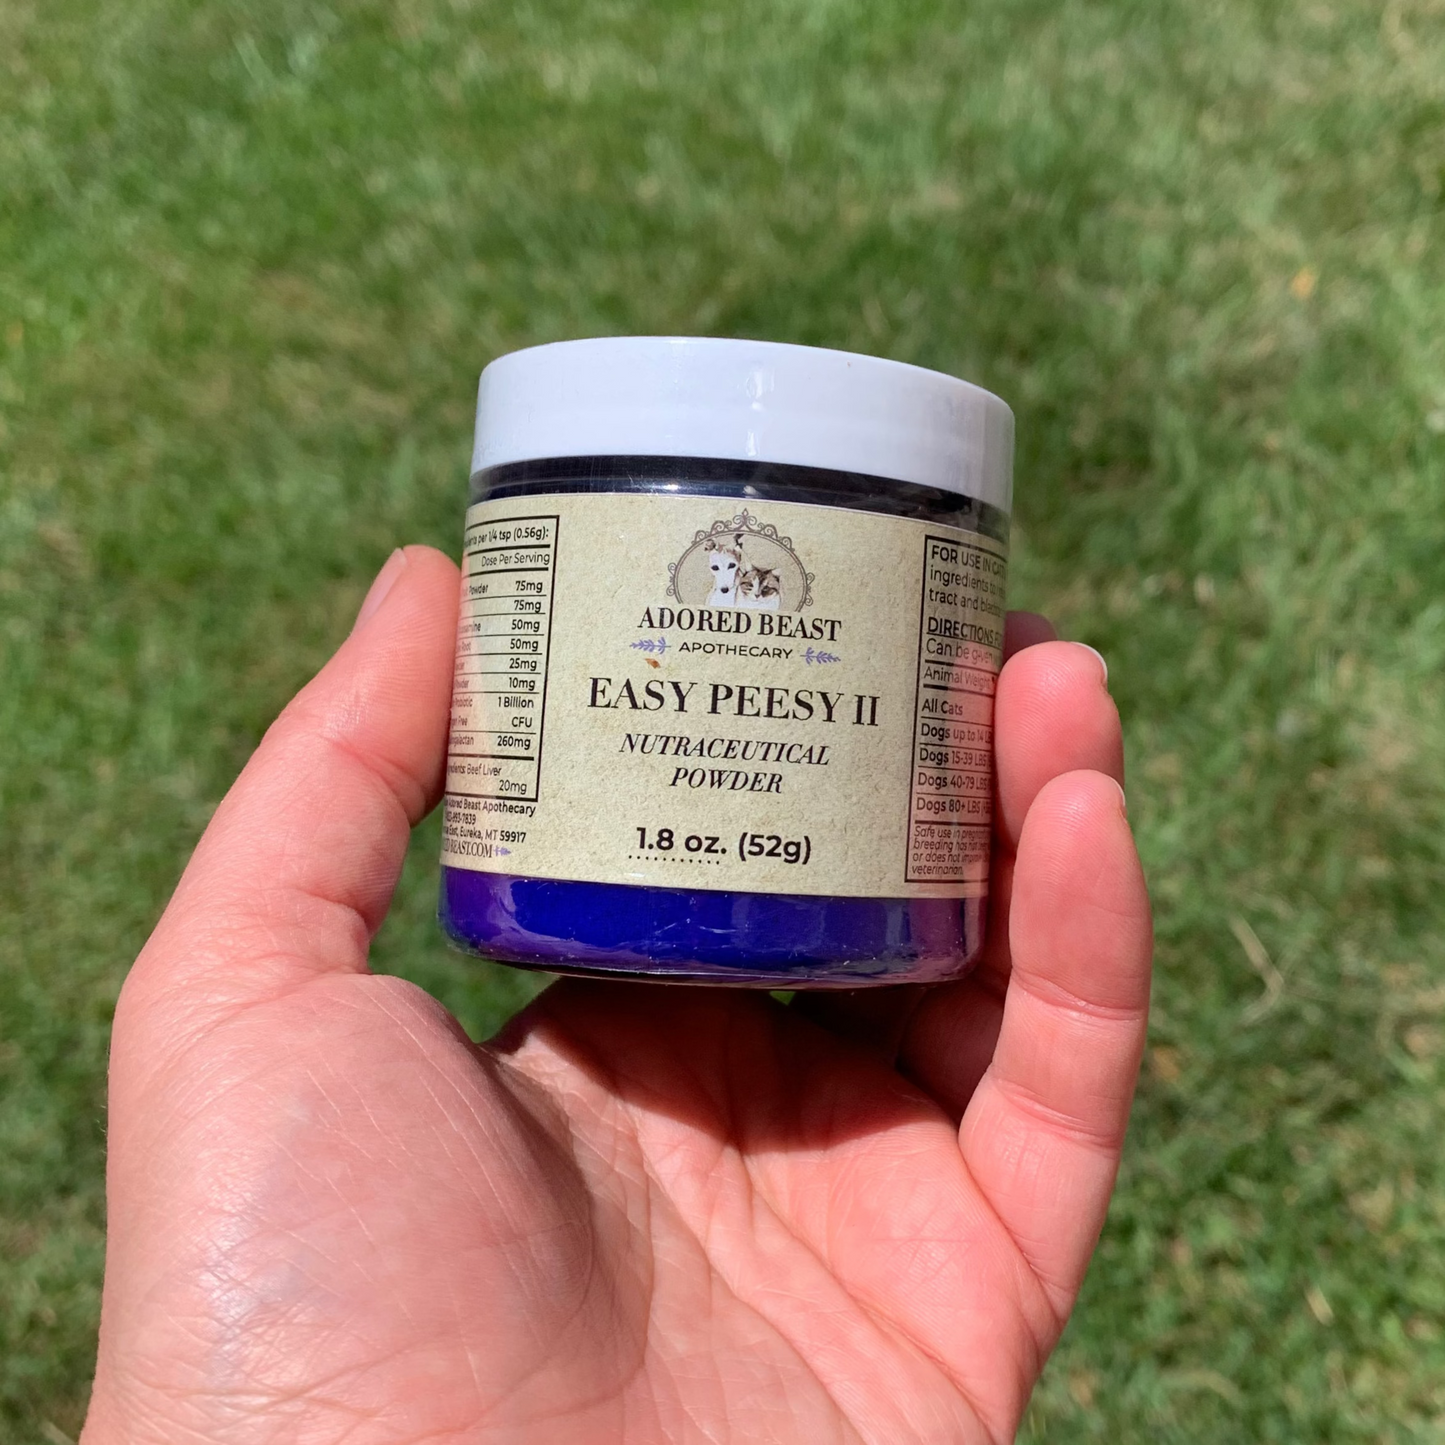 per 1/4 tsp (0.56g):
Dose Per Serving
Powder 75mg
75mg
50mg
Root 50mg
25mg
10mg
1 Billion
Free CFU
260mg
Beef Liver
20mg
Adored Beast Apothecary
East, Eureka, MT 59917
ADORED BEAST
APOTHECARY
EASY PEESY II
NUTRACEUTICAL
POWDER
1.8 oz. (52g)
FOR USE IN
ingredients
tract and
DIRECTIONS
Can be given
Animal Weight
All Cats
Dogs up to 14
Dogs 15-39 LBS
Dogs 40-79 LBS
Dogs 80+ LBS
Safe use in
breeding has
or does not
veterinarian.